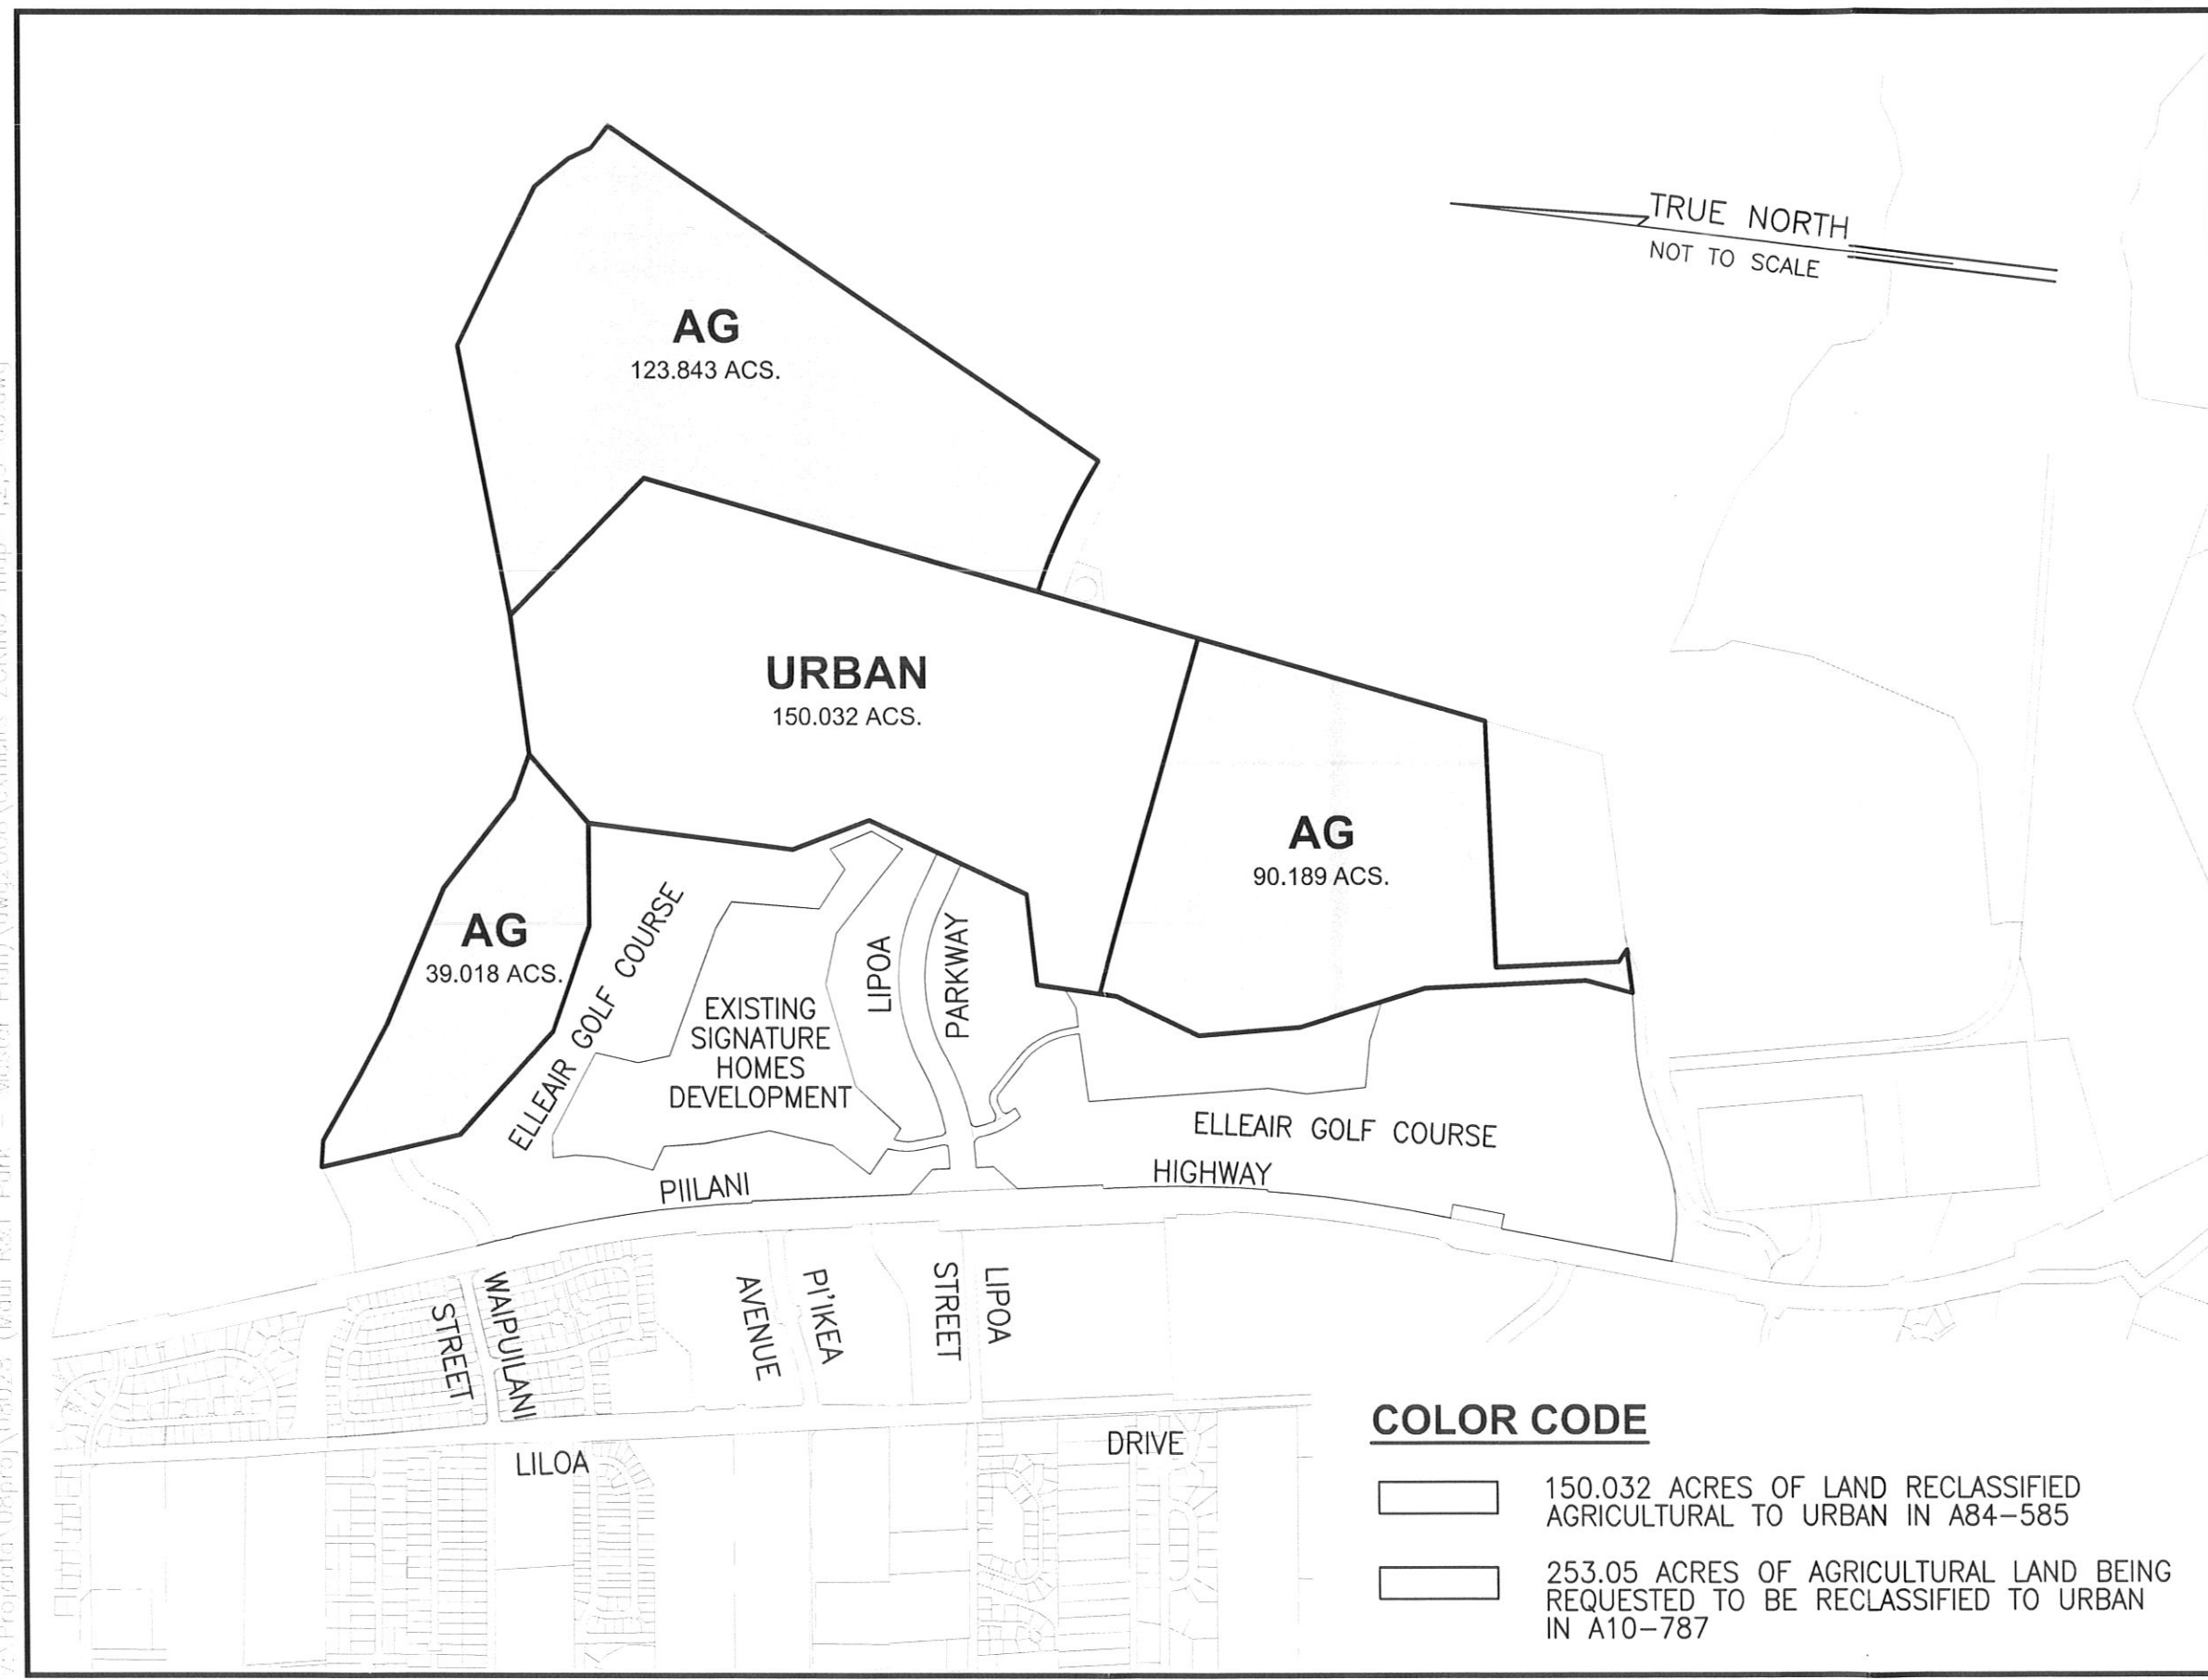 TRUE NORTH
NOT TO SCALE
AG
123.843 ACS.
URBAN
150.032 ACS.
AG
90.189 ACS.
AG
39.018 ACS.
ELLEAIR GOLF COURSE
EXISTING
SIGNATURE
HOMES
DEVELOPMENT
LIPOA
PARKWAY
ELLEAIR GOLF COURSE
PIILANI
HIGHWAY
WAIPUILANI
STREET
PI'IKEA
AVENUE
LIPOA
STREET
LILOA
DRIVE
COLOR CODE
150.032 ACRES OF LAND RECLASSIFIED
AGRICULTURAL TO URBAN IN A84-585
253.05 ACRES OF AGRICULTURAL LAND BEING
REQUESTED TO BE RECLASSIFIED TO URBAN
IN A10-787